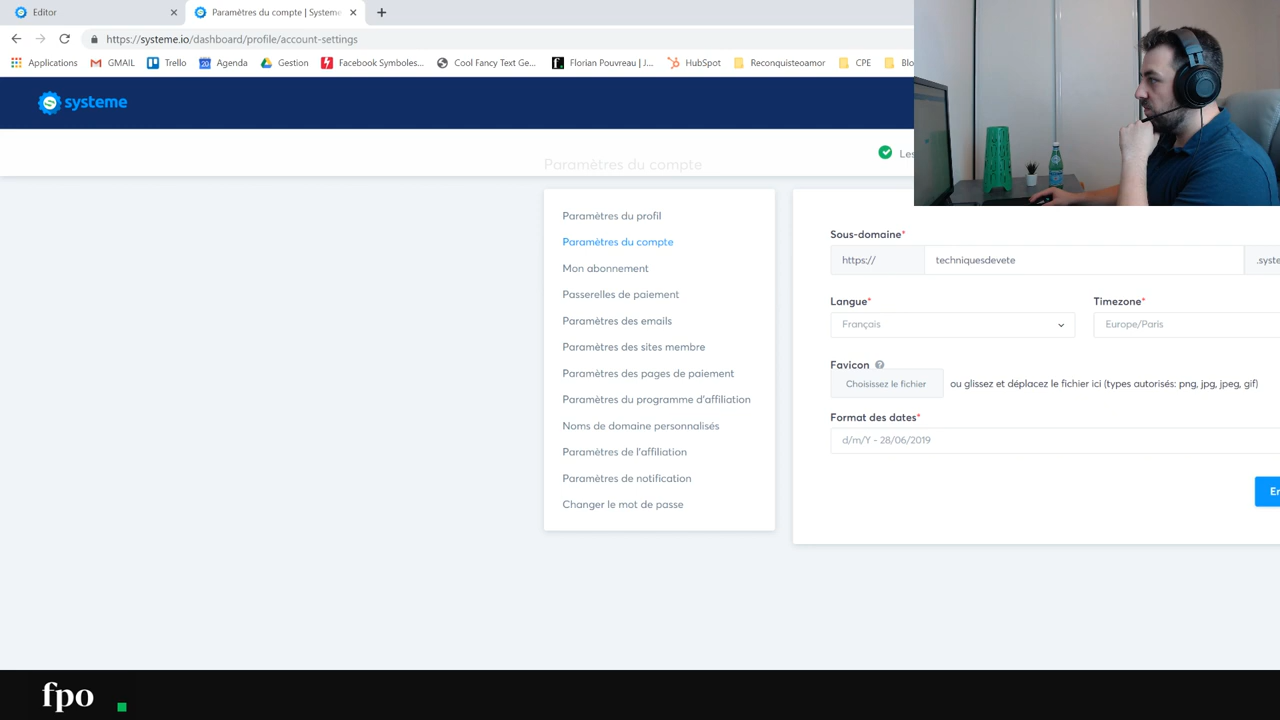 Editor
Paramètres du compte | Systeme
https://systeme.io/dashboard/profile/account-settings
Applications
GMAIL
Trello
Agenda
Gestion
Facebook Symboles...
Cool Fancy Text Ge...
Florian Pouvreau | J...
HubSpot
Reconquisteoamor
CPE
Blo
systeme
Paramètres du compte
Les
Paramètres du profil
Paramètres du compte
Mon abonnement
Passerelles de paiement
Paramètres des emails
Paramètres des sites membre
Paramètres des pages de paiement
Paramètres du programme d'affiliation
Noms de domaine personnalisés
Paramètres de l'affiliation
Paramètres de notification
Changer le mot de passe
Sous-domaine*
https://
techniquesdevete
.syste
Langue*
Timezone*
Français
Europe/Paris
Favicon
Choisissez le fichier
ou glissez et déplacez le fichier ici (types autorisés: png, jpg, jpeg, gif)
Format des dates*
d/m/Y - 28/06/2019
En
fpo